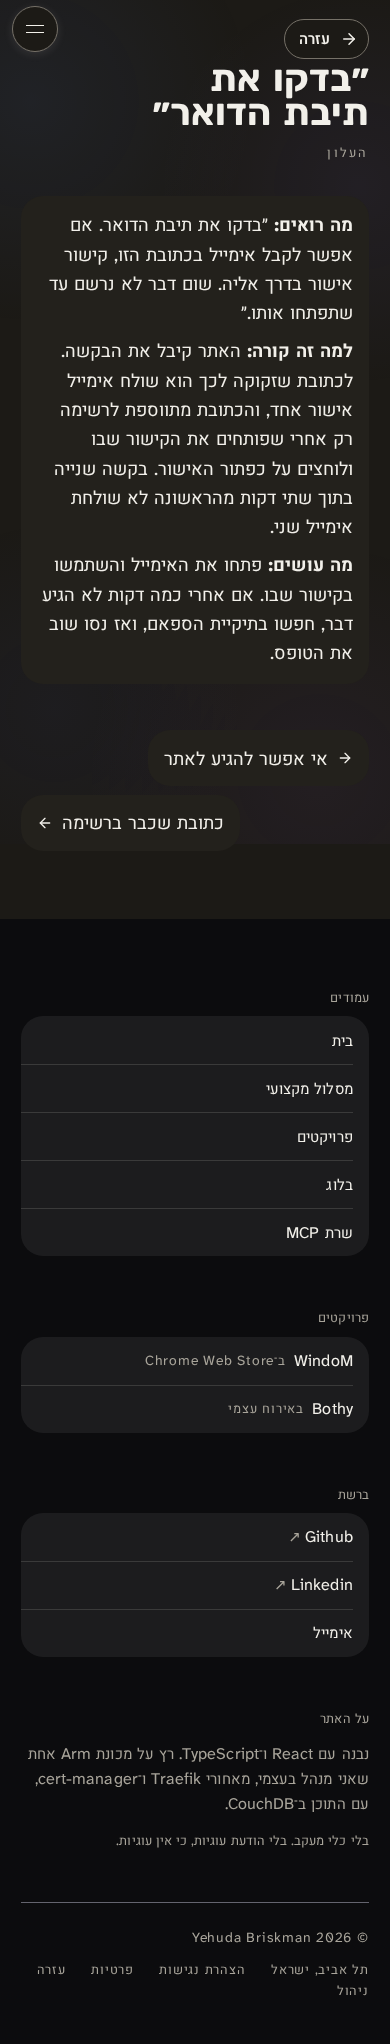 → עזרה
"בדקו את
תיבת הדואר"
העלון
מה רואים: "בדקו את תיבת הדואר. אם
אפשר לקבל אימייל בכתובת הזו, קישור
אישור בדרך אליה. שום דבר לא נרשם עד
שתפתחו אותו."
למה זה קורה: האתר קיבל את הבקשה.
לכתובת שזקוקה לכך הוא שולח אימייל
אישור אחד, והכתובת מתווספת לרשימה
רק אחרי שפותחים את הקישור שבו
ולוחצים על כפתור האישור. בקשה שנייה
בתוך שתי דקות מהראשונה לא שולחת
אימייל שני.
מה עושים: פתחו את האימייל והשתמשו
בקישור שבו. אם אחרי כמה דקות לא הגיע
דבר, חפשו בתיקיית הספאם, ואז נסו שוב
את הטופס.
→ אי אפשר להגיע לאתר
כתובת שכבר ברשימה ←
עמודים
בית
מסלול מקצועי
פרויקטים
בלוג
שרת MCP
פרויקטים
WindoM ב־Chrome Web Store
Bothy באירוח עצמי
ברשת
Github ↗
Linkedin ↗
אימייל
על האתר
נבנה עם React ו־TypeScript. רץ על מכונת Arm אחת
שאני מנהל בעצמי, מאחורי Traefik ו־cert-manager,
עם התוכן ב־CouchDB.
בלי כלי מעקב. בלי הודעת עוגיות, כי אין עוגיות.
© 2026 Yehuda Briskman
תל אביב, ישראל הצהרת נגישות פרטיות עזרה
ניהול